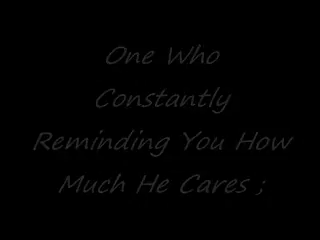 One Who
Constantly
Reminding You How
Much He Cares ;